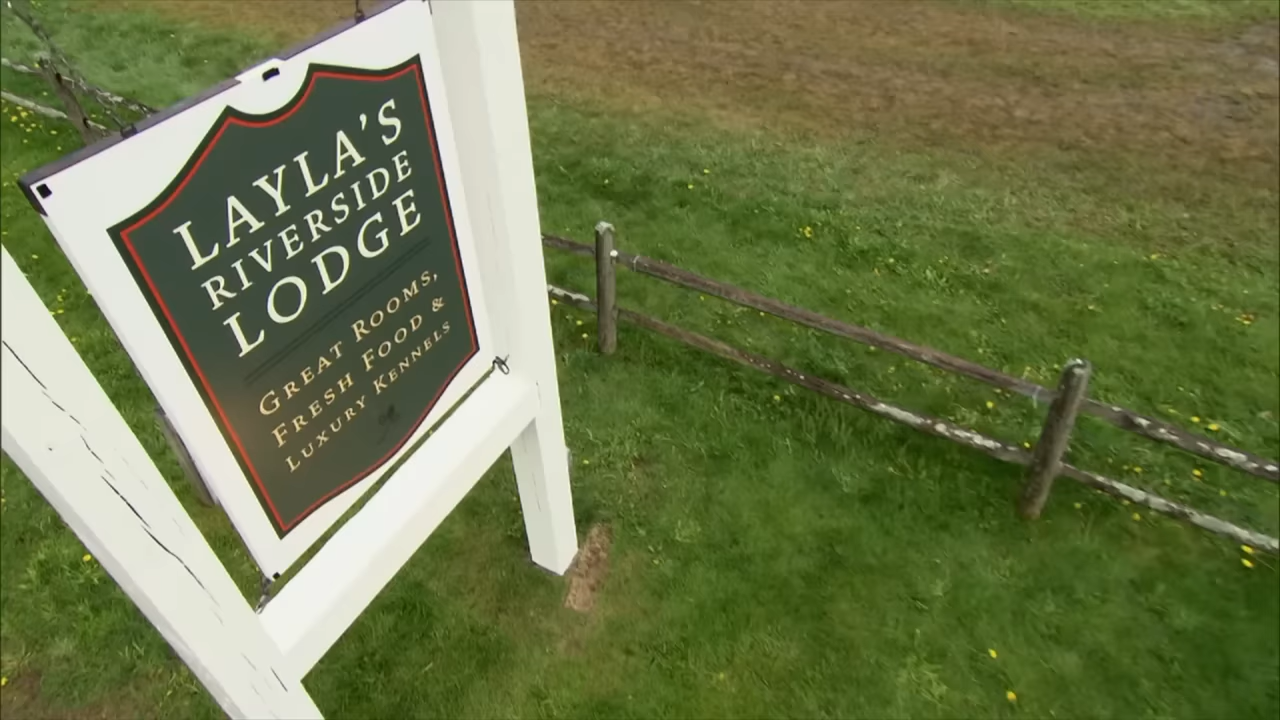 LAYLA'S
RIVERSIDE
LODGE
GREAT ROOMS,
FRESH FOOD &
LUXURY KENNELS